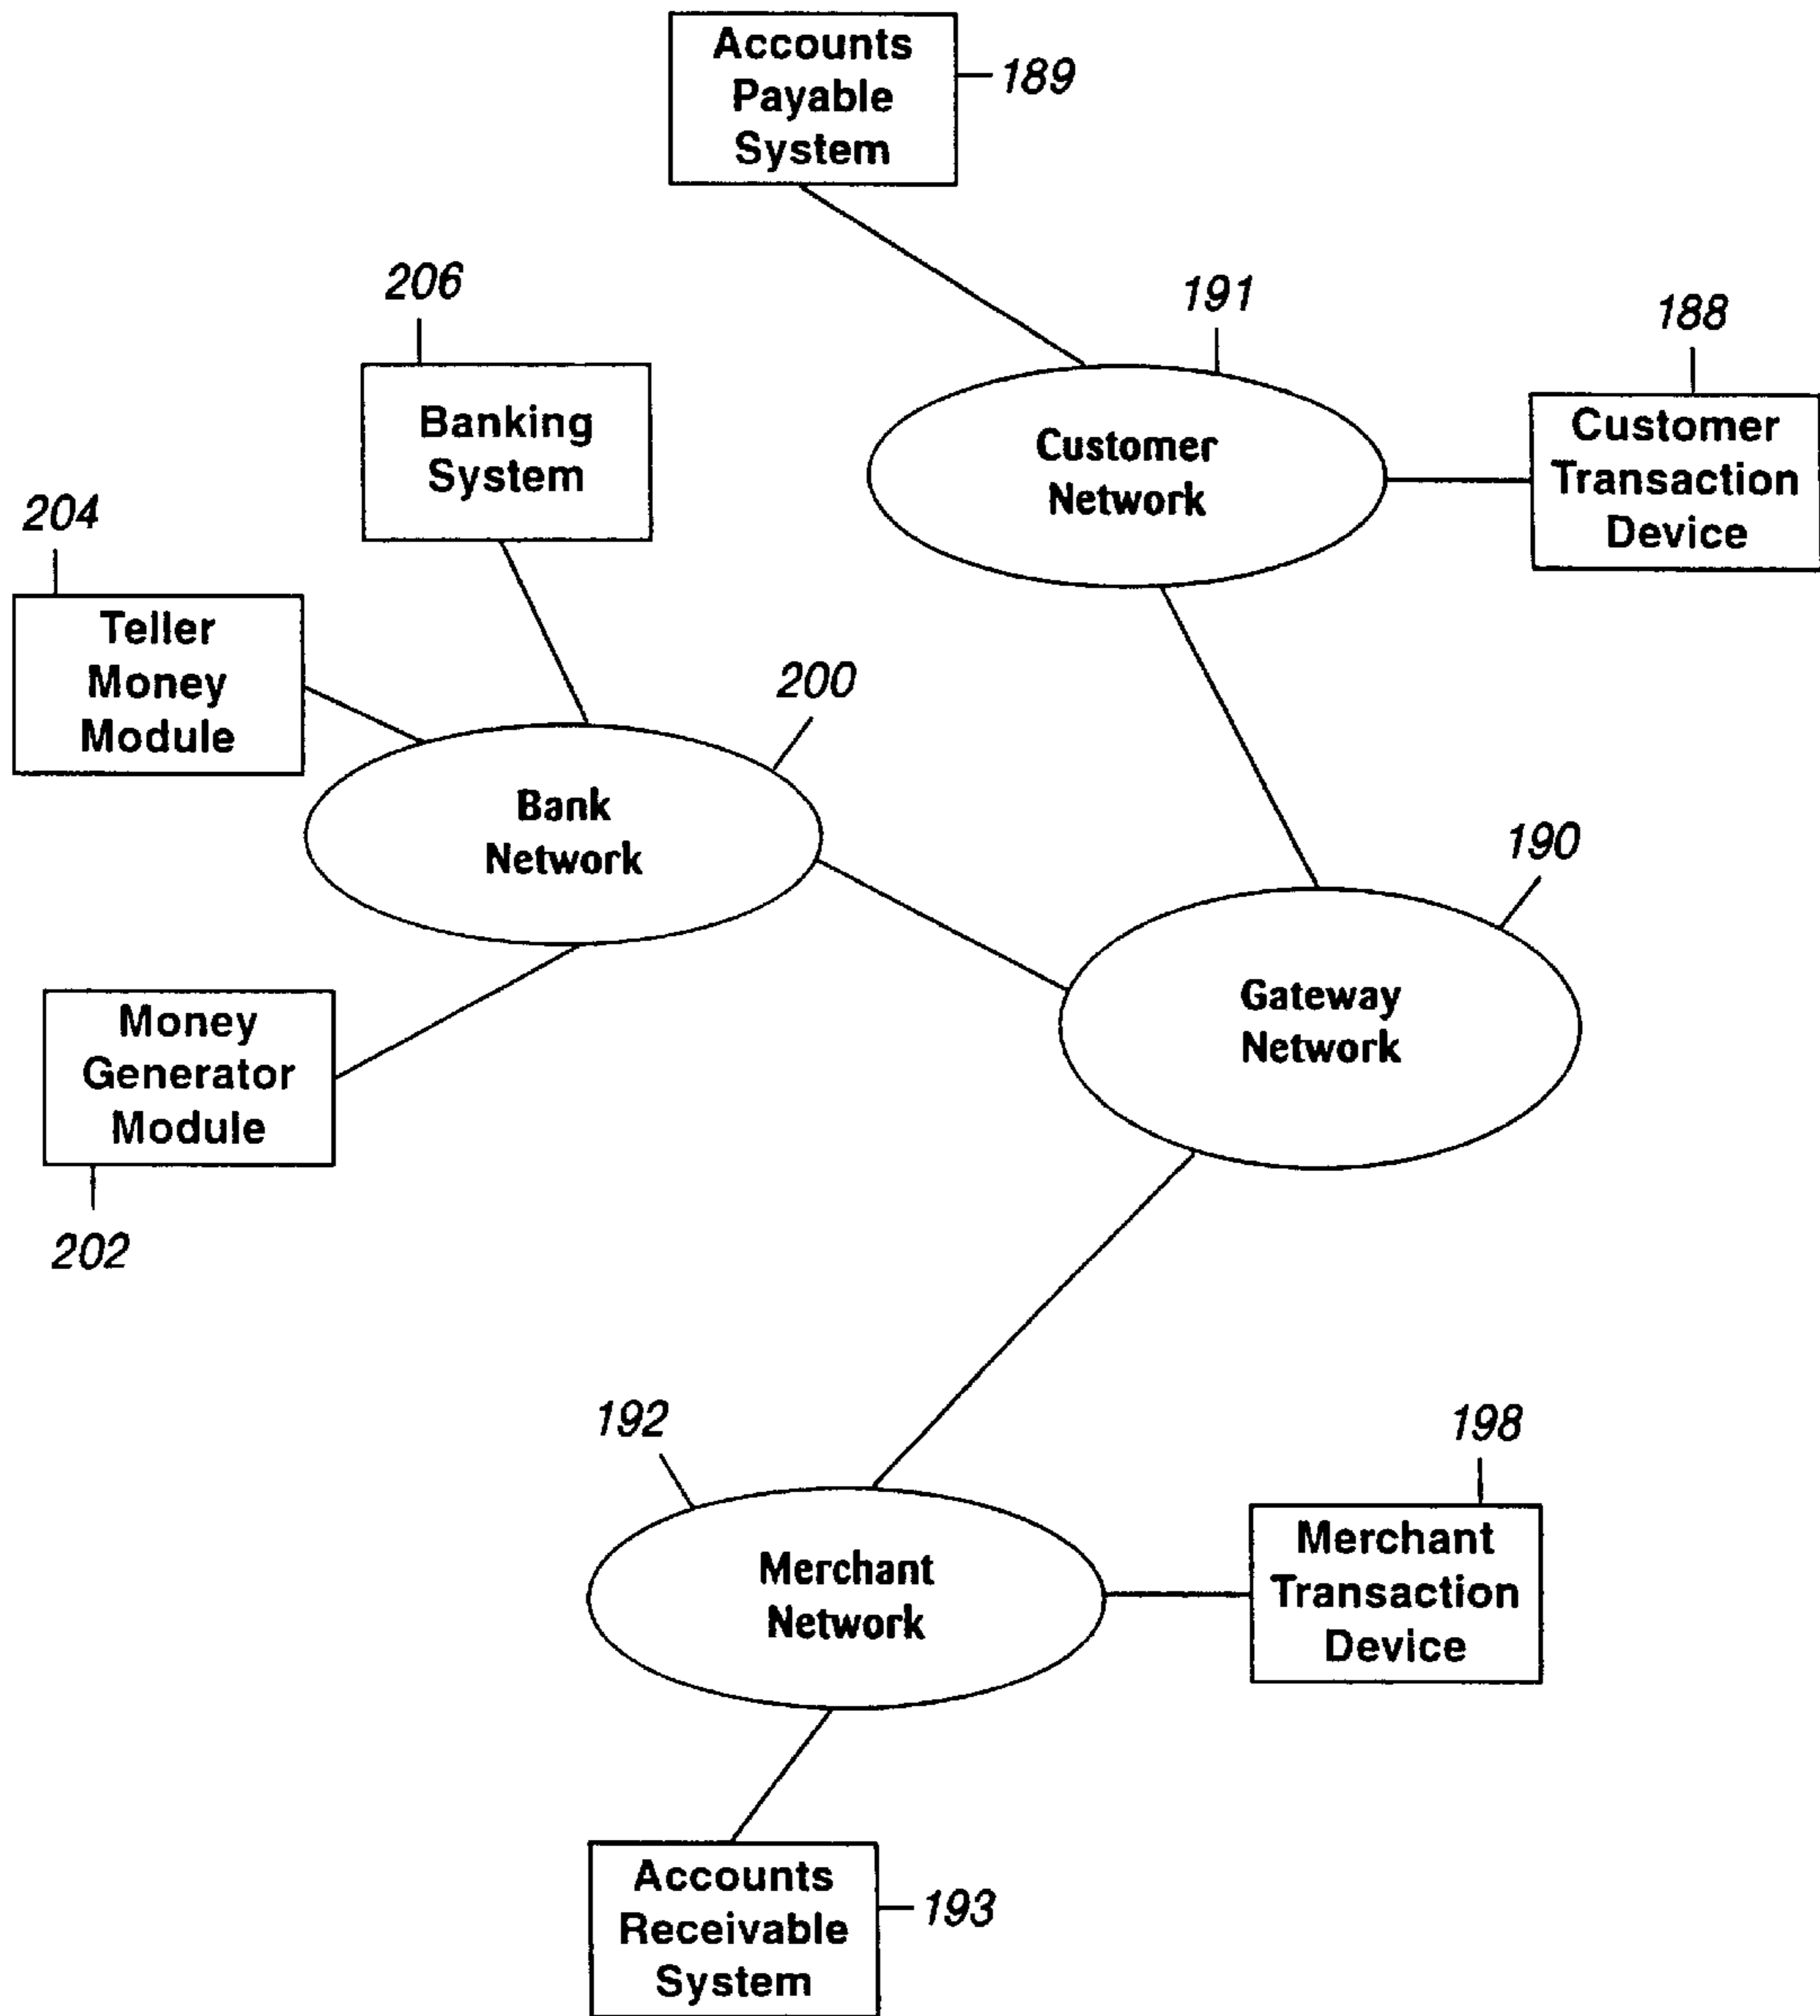 Accounts
Payable
System
189
206
191
188
Banking
System
Customer
Network
Customer
Transaction
Device
204
Teller
Money
Module
200
Bank
Network
190
Gateway
Network
Money
Generator
Module
202
192
198
Merchant
Network
Merchant
Transaction
Device
Accounts
Receivable
System
193